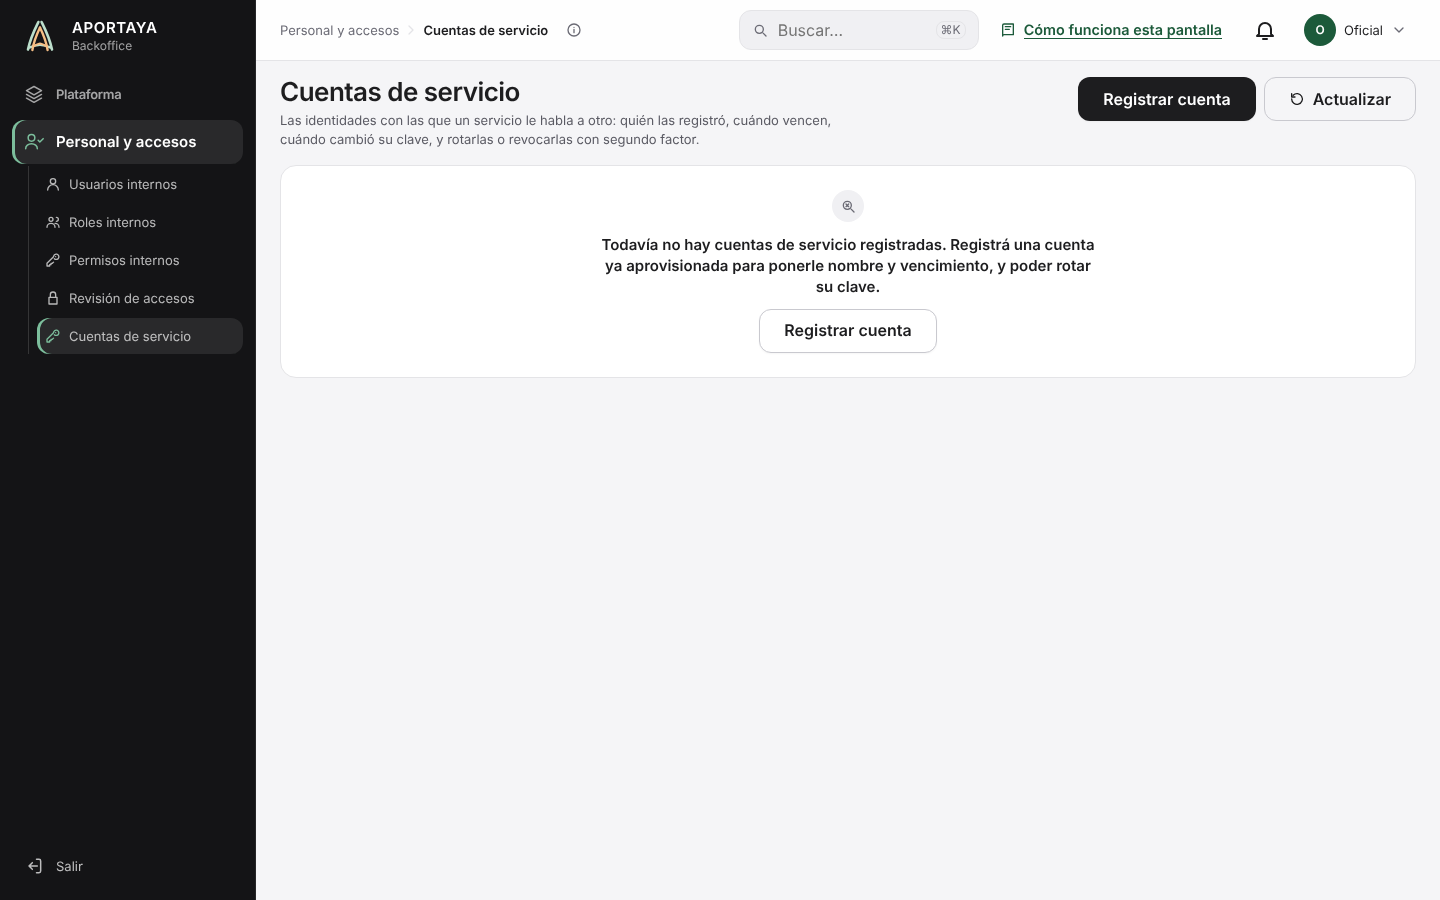 APORTAYA
Backoffice
Plataforma
Personal y accesos
Usuarios internos
Roles internos
Permisos internos
Revisión de accesos
Cuentas de servicio
Salir
Personal y accesos
Cuentas de servicio
Buscar...
⌘K
Cómo funciona esta pantalla
O
Oficial
Cuentas de servicio
Las identidades con las que un servicio le habla a otro: quién las registró, cuándo vencen,
cuándo cambió su clave, y rotarlas o revocarlas con segundo factor.
Registrar cuenta
Actualizar
Todavía no hay cuentas de servicio registradas. Registrá una cuenta
ya aprovisionada para ponerle nombre y vencimiento, y poder rotar
su clave.
Registrar cuenta